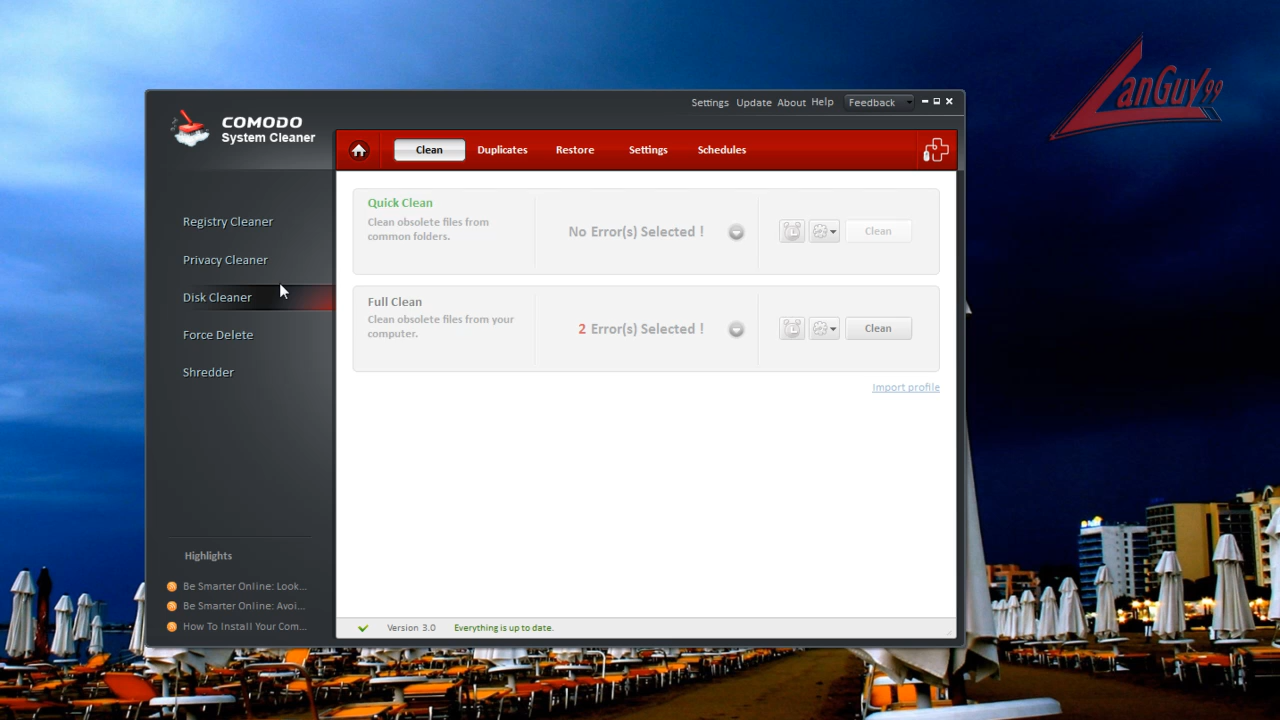 LanGuy99
Settings Update About Help Feedback
COMODO
System Cleaner
Clean Duplicates Restore Settings Schedules
Registry Cleaner
Privacy Cleaner
Disk Cleaner
Force Delete
Shredder
Quick Clean
Clean obsolete files from
common folders.
No Error(s) Selected !
Clean
Full Clean
Clean obsolete files from your
computer.
2 Error(s) Selected !
Clean
Import profile
Highlights
Be Smarter Online: Look...
Be Smarter Online: Avoi...
How To Install Your Com...
Version 3.0 Everything is up to date.